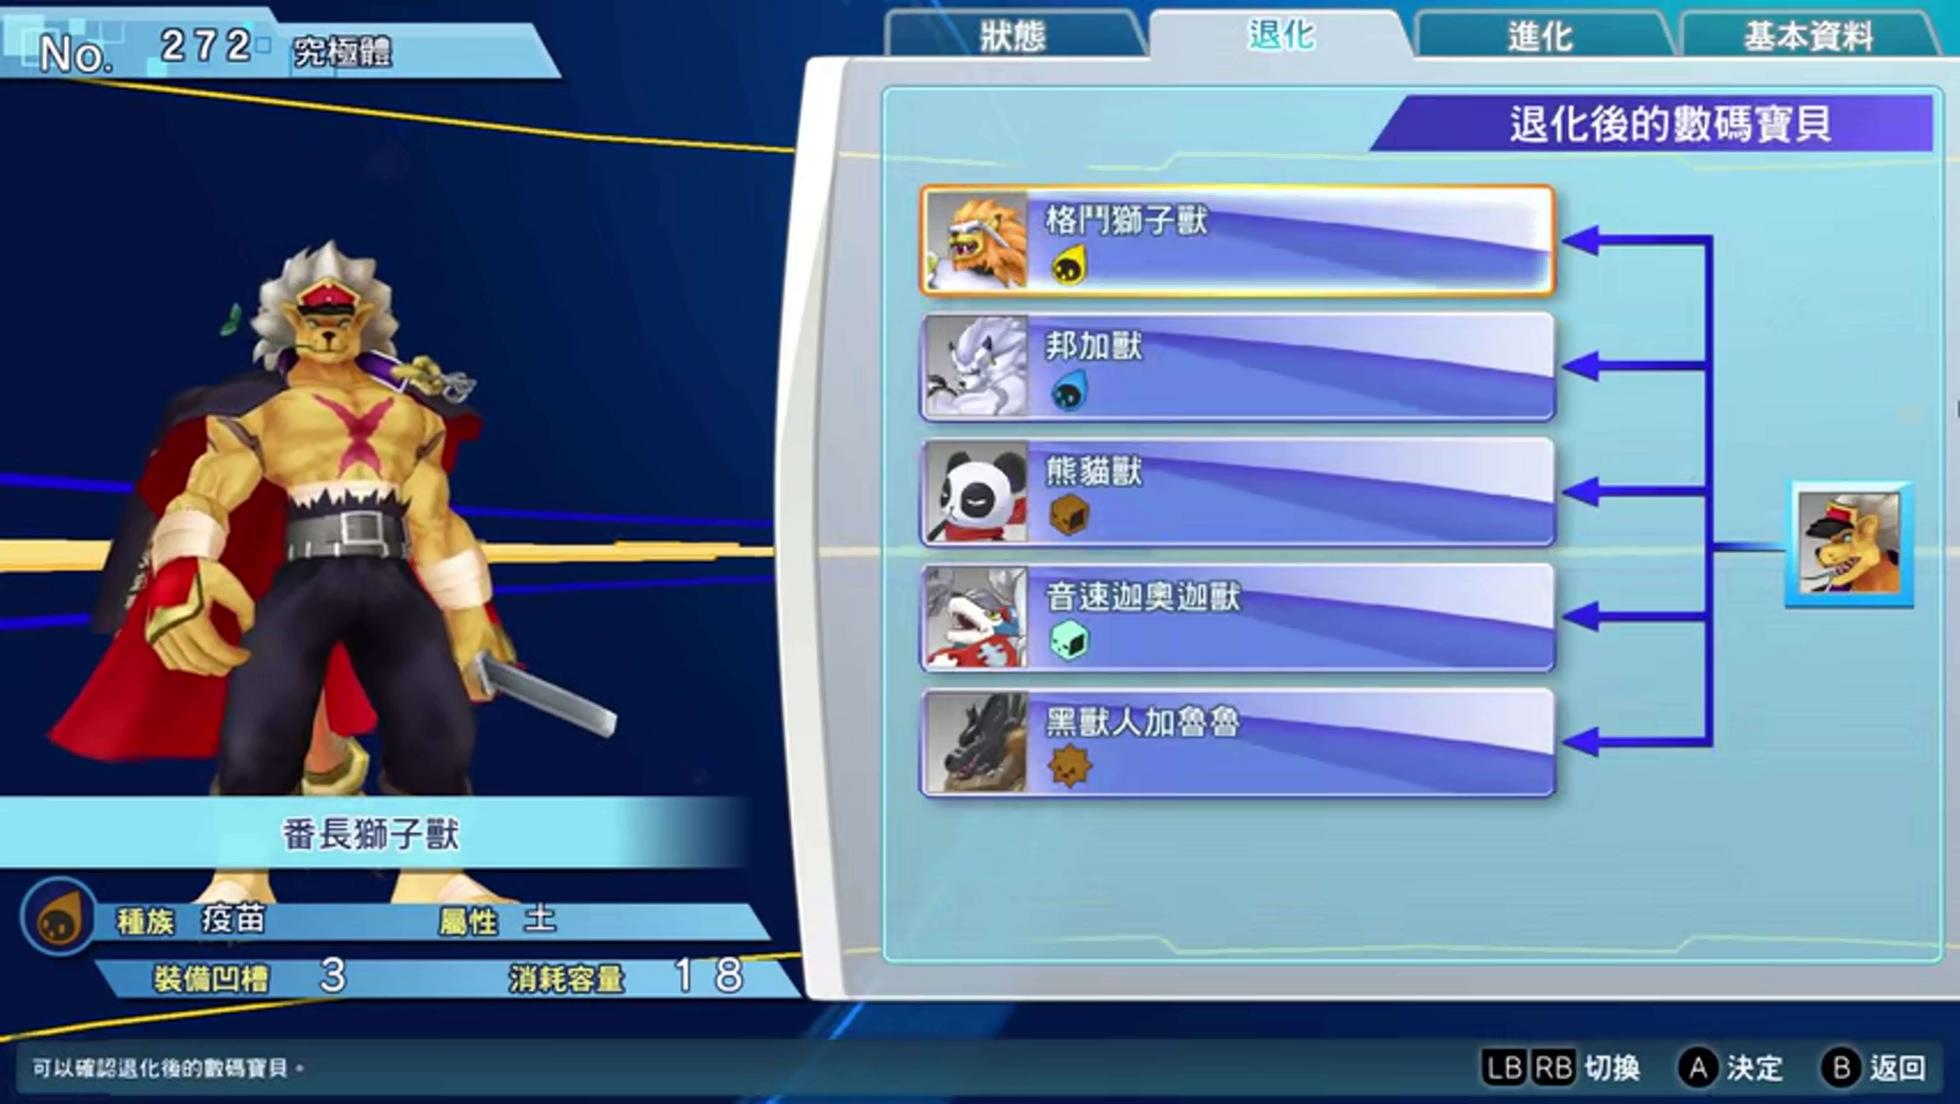 No. 272 究極體
狀態
退化
進化
基本資料
退化後的數碼寶貝
格鬥獅子獸
邦加獸
熊貓獸
音速迦奧迦獸
黑獸人加魯魯
番長獅子獸
種族 疫苗 屬性 土
裝備凹槽 3 消耗容量 18
可以確認退化後的數碼寶貝。
LB RB 切換 A 決定 B 返回